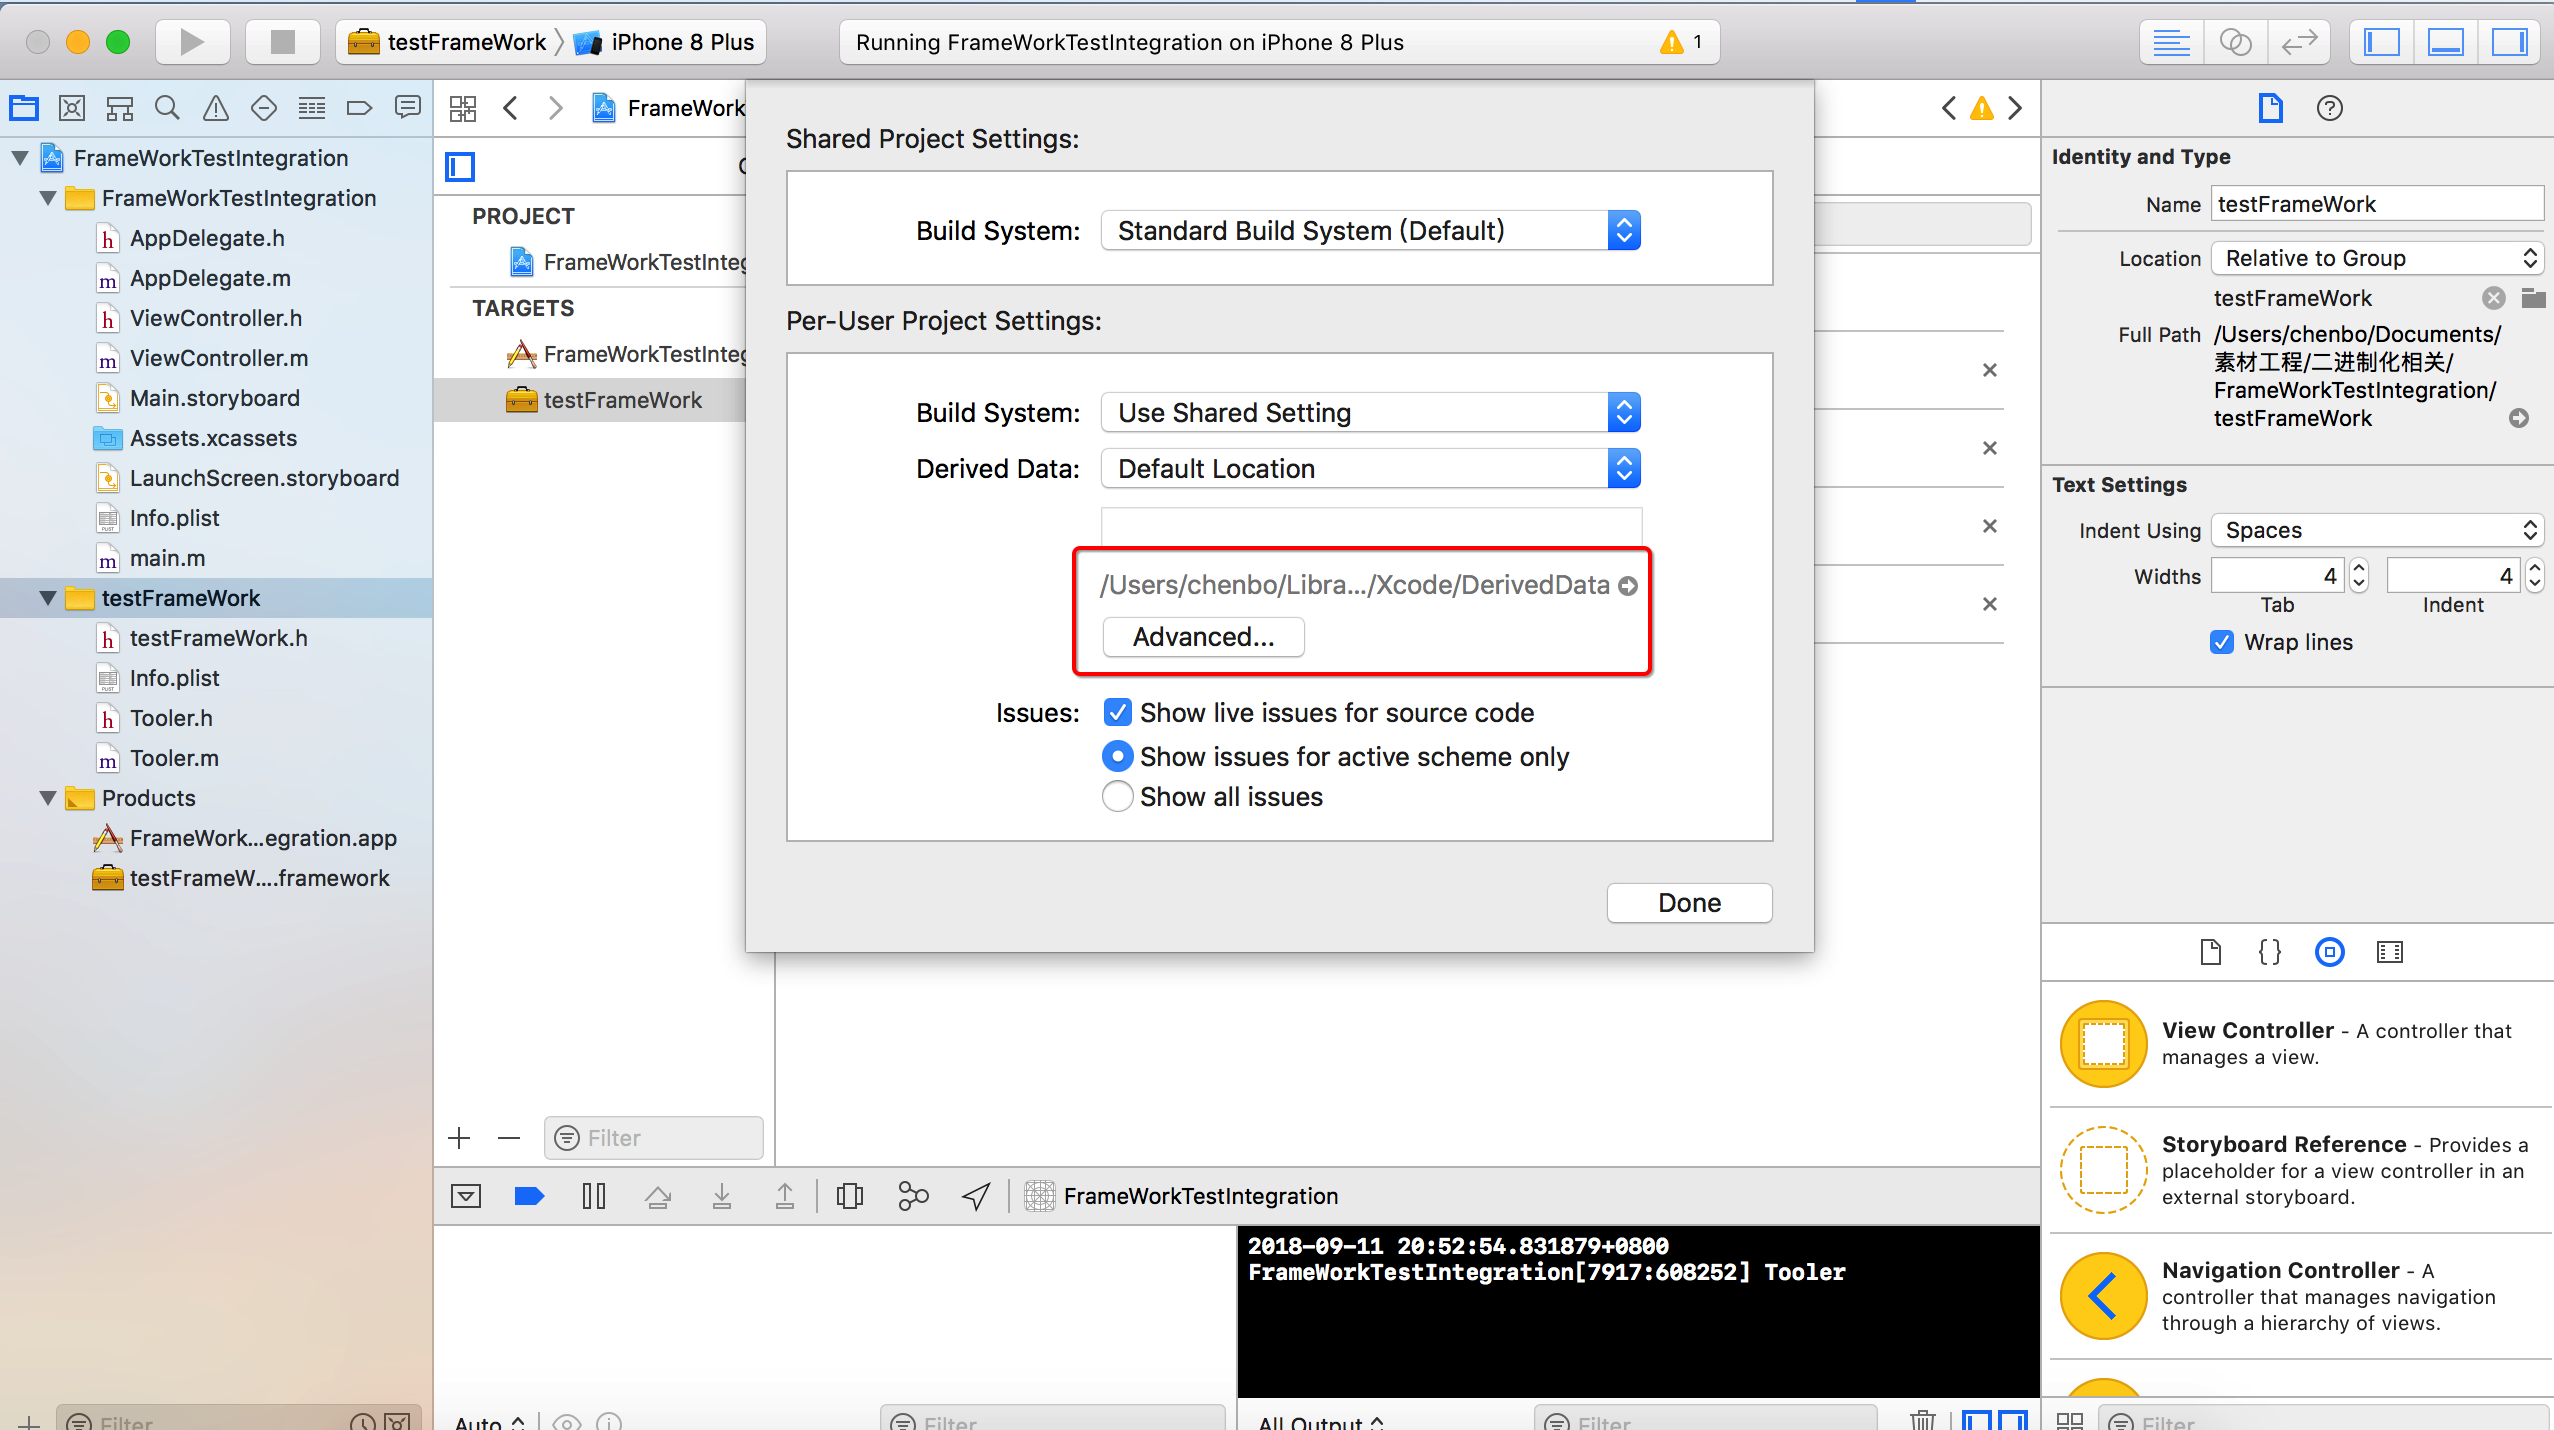 testFrameWork
iPhone 8 Plus
Running FrameWorkTestIntegration on iPhone 8 Plus
1
FrameWorkTestIntegration
FrameWorkTestIntegration
h AppDelegate.h
m AppDelegate.m
h ViewController.h
m ViewController.m
Main.storyboard
Assets.xcassets
LaunchScreen.storyboard
PLIST Info.plist
m main.m
testFrameWork
h testFrameWork.h
PLIST Info.plist
h Tooler.h
m Tooler.m
Products
FrameWork...egration.app
testFrameW....framework
Filter
FrameWork
PROJECT
FrameWorkTestInteg
TARGETS
FrameWorkTestInteg
testFrameWork
Filter
Shared Project Settings:
Build System: Standard Build System (Default)
Per-User Project Settings:
Build System: Use Shared Setting
Derived Data: Default Location
/Users/chenbo/Libra.../Xcode/DerivedData
Advanced...
Issues: Show live issues for source code
Show issues for active scheme only
Show all issues
Done
FrameWorkTestIntegration
2018-09-11 20:52:54.831879+0800
FrameWorkTestIntegration[7917:608252] Tooler
Auto
Filter
All Output
Filter
Identity and Type
Name testFrameWork
Location Relative to Group
testFrameWork
Full Path /Users/chenbo/Documents/
素材工程/二进制化相关/
FrameWorkTestIntegration/
testFrameWork
Text Settings
Indent Using Spaces
Widths 4 4
Tab Indent
Wrap lines
{}
View Controller - A controller that
manages a view.
Storyboard Reference - Provides a
placeholder for a view controller in an
external storyboard.
Navigation Controller - A
controller that manages navigation
through a hierarchy of views.
Filter